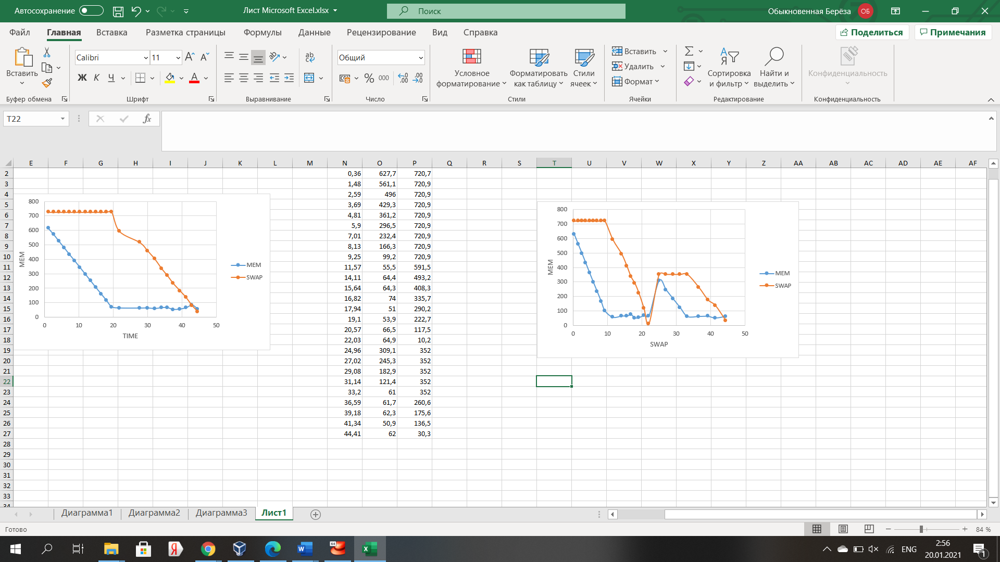 Автосохранение
Лист Microsoft Excel.xlsx
Поиск
Обыкновенная Берёза ОБ
Файл Главная Вставка Разметка страницы Формулы Данные Рецензирование Вид Справка
Поделиться Примечания
Вставить
Буфер обмена
Calibri 11
Ж К Ч
Шрифт
Выравнивание
Общий
% 000
Число
Условное форматирование
Форматировать как таблицу
Стили ячеек
Стили
Вставить
Удалить
Формат
Ячейки
Сортировка и фильтр
Найти и выделить
Редактирование
Конфиденциальность
Конфиденциальность
T22
fx
E F G H I J K L M N O P Q R S T U V W X Y Z AA AB AC AD AE AF
2 0,36 627,7 720,7
3 1,48 561,1 720,9
4 2,59 496 720,9
5 3,69 429,3 720,9
6 4,81 361,2 720,9
7 5,9 296,5 720,9
8 7,01 232,4 720,9
9 8,13 166,3 720,9
10 9,25 99,2 720,9
11 11,57 55,5 591,5
12 14,11 64,4 493,2
13 15,64 64,3 408,3
14 16,82 74 335,7
15 17,94 51 290,2
16 19,1 53,9 222,7
17 20,57 66,5 117,5
18 22,03 64,9 10,2
19 24,96 309,1 352
20 27,02 245,3 352
21 29,08 182,9 352
22 31,14 121,4 352
23 33,2 61 352
24 36,59 61,7 260,6
25 39,18 62,3 175,6
26 41,34 50,9 136,5
27 44,41 62 30,3
28
29
30
31
32
33
34
800
700
600
500
400
300
200
100
0
0 10 20 30 40 50
MEM
TIME
MEM
SWAP
800
700
600
500
400
300
200
100
0
0 10 20 30 40 50
MEM
SWAP
MEM
SWAP
Диаграмма1 Диаграмма2 Диаграмма3 Лист1
Готово
84 %
ENG
2:56
20.01.2021
1